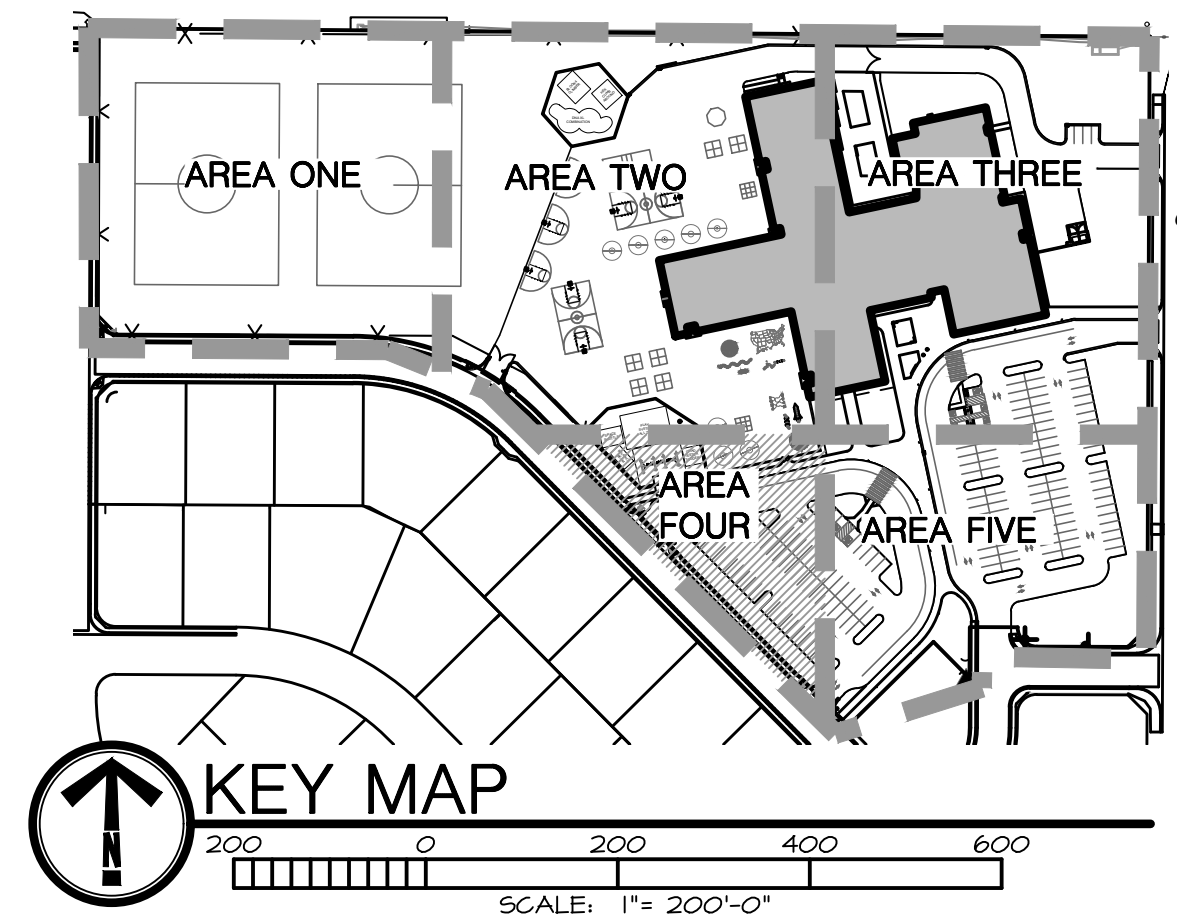 AREA ONE
AREA TWO
AREA THREE
AREA
FOUR
AREA FIVE
N
KEY MAP
200 0 200 400 600
SCALE: 1"= 200'-0"